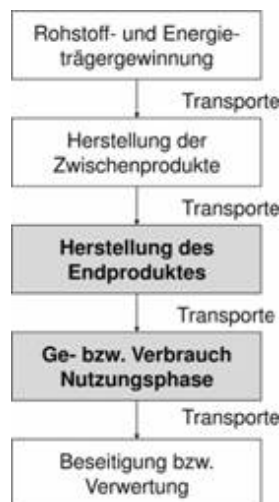 Rohstoff- und Energie-
trägergewinnung
Transporte
Herstellung der
Zwischenprodukte
Transporte
Herstellung des
Endproduktes
Transporte
Ge- bzw. Verbrauch
Nutzungsphase
Transporte
Beseitigung bzw.
Verwertung